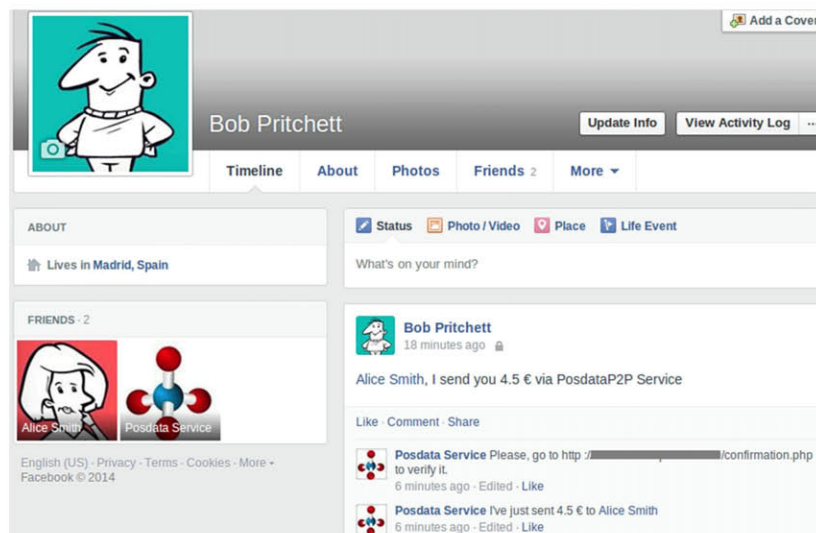 Add a Cover
Bob Pritchett
Update Info
View Activity Log
...
Timeline
About
Photos
Friends 2
More
ABOUT
Lives in Madrid, Spain
FRIENDS · 2
Alice Smith
Posdata Service
English (US) · Privacy · Terms · Cookies · More
Facebook © 2014
Status
Photo / Video
Place
Life Event
What's on your mind?
Bob Pritchett
18 minutes ago
Alice Smith, I send you 4.5 € via PosdataP2P Service
Like · Comment · Share
Posdata Service Please, go to http :/ /confirmation.php
to verify it.
6 minutes ago · Edited · Like
Posdata Service I've just sent 4.5 € to Alice Smith
6 minutes ago · Edited · Like